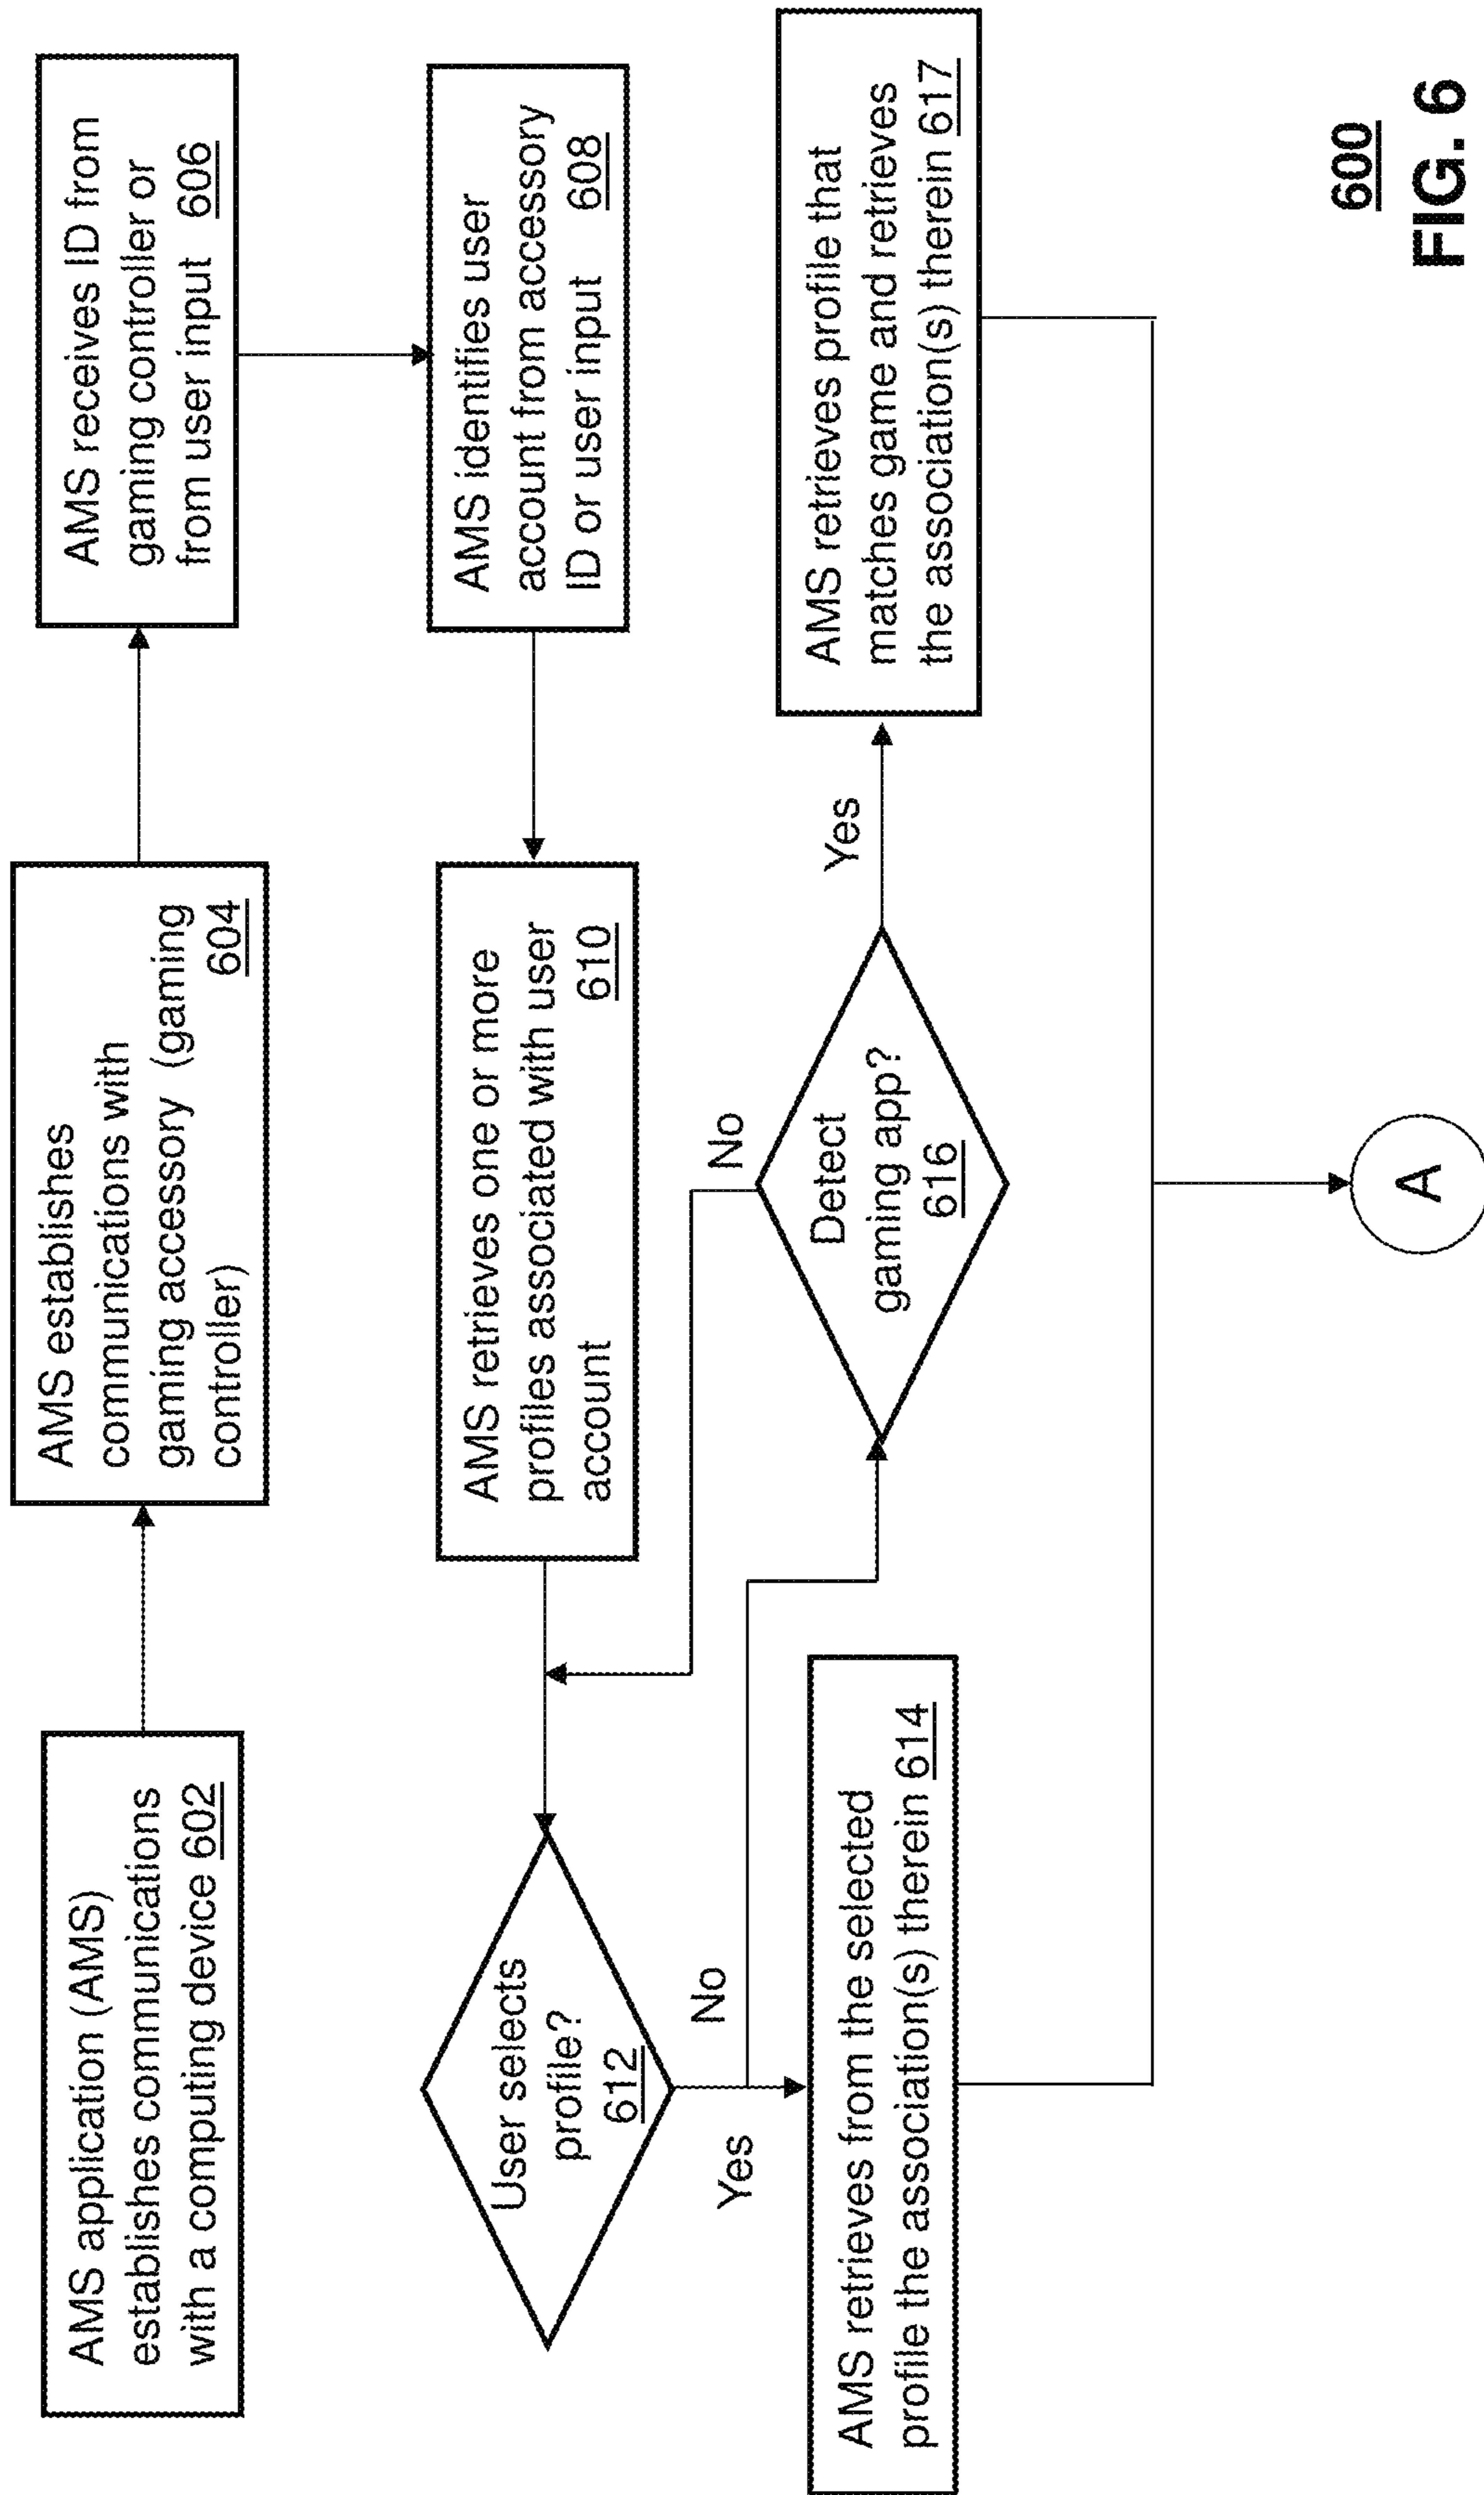 AMS application (AMS)
establishes communications
with a computing device 602
AMS establishes
communications with
gaming accessory (gaming
controller) 604
AMS receives ID from
gaming controller or
from user input 606
AMS identifies user
account from accessory
ID or user input 608
AMS retrieves one or more
profiles associated with user
account 610
User selects
profile?
612
No
Yes
AMS retrieves from the selected
profile the association(s) therein 614
Detect
gaming app?
616
No
Yes
AMS retrieves profile that
matches game and retrieves
the association(s) therein 617
A
600
FIG. 6